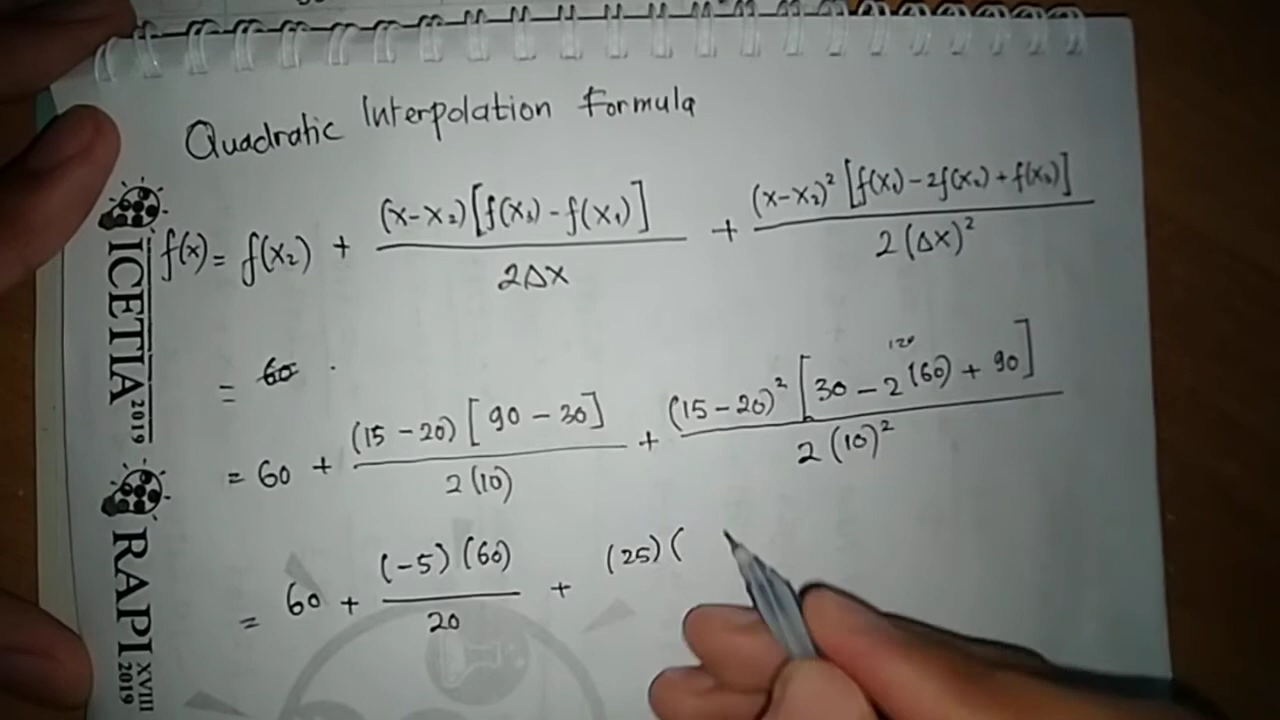 Quadratic Interpolation Formula
f(x) = f(x₂) + (x-x₂)[f(x₃) - f(x₁)] / 2Δx + (x-x₂)² [f(x₁) - 2f(x₂) + f(x₃)] / 2(Δx)²
= 60
= 60 + (15 - 20) [90 - 30] / 2(10) + (15 - 20)² [30 - 2(60) + 90] / 2(10)²
120
= 60 + (-5)(60) / 20 + (25)(
ICETIA 2019
RAPI XVIII 2019